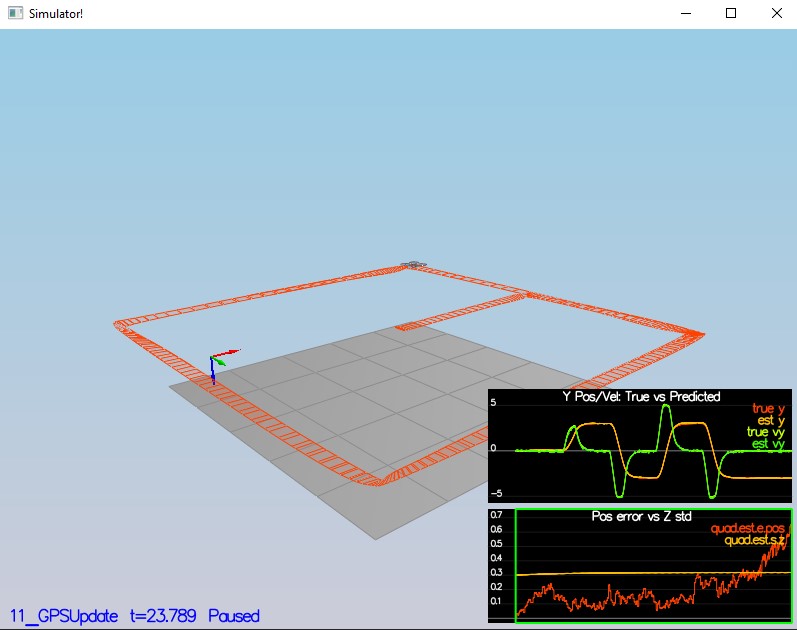 Simulator!
Y Pos/Vel: True vs Predicted
5
true y
est y
true vy
0
est vy
-5
Pos error vs Z std
0.7
0.6
quad.est.e.pos
0.5
quad.est.s.z
0.4
0.3
0.2
0.1
11_GPSUpdate t=23.789 Paused